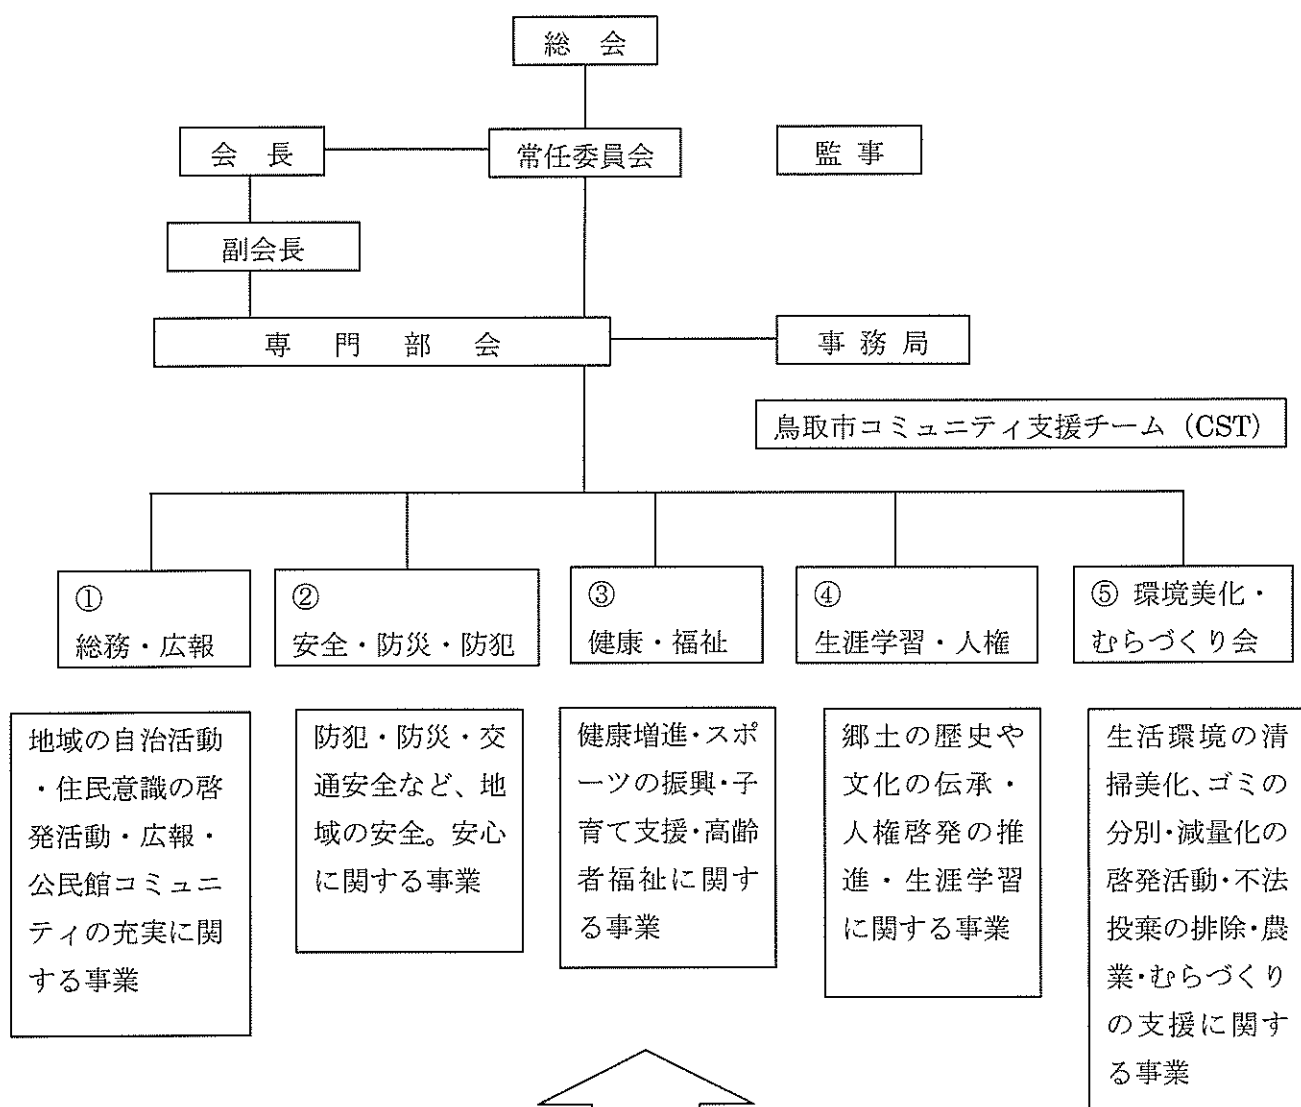 総会
会長
常任委員会
監事
副会長
専門部会
事務局
鳥取市コミュニティ支援チーム（CST）
①
総務・広報
②
安全・防災・防犯
③
健康・福祉
④
生涯学習・人権
⑤ 環境美化・
むらづくり会
地域の自治活動
・住民意識の啓
発活動・広報・
公民館コミュニ
ティの充実に関
する事業
防犯・防災・交
通安全など、地
域の安全。安心
に関する事業
健康増進・スポ
ーツの振興・子
育て支援・高齢
者福祉に関す
る事業
郷土の歴史や
文化の伝承・
人権啓発の推
進・生涯学習
に関する事業
生活環境の清
掃美化、ゴミの
分別・減量化の
啓発活動・不法
投棄の排除・農
業・むらづくり
の支援に関す
る事業